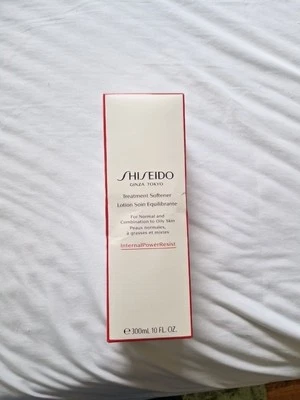 SHISEIDO
GINZA TOKYO
Treatment Softener
Lotion Soin Equilibrante
For Normal and
Combination to Oily Skin
Peaux normales,
à grasses et mixtes
InternalPowerResist
℮300mL 10 FL. OZ.